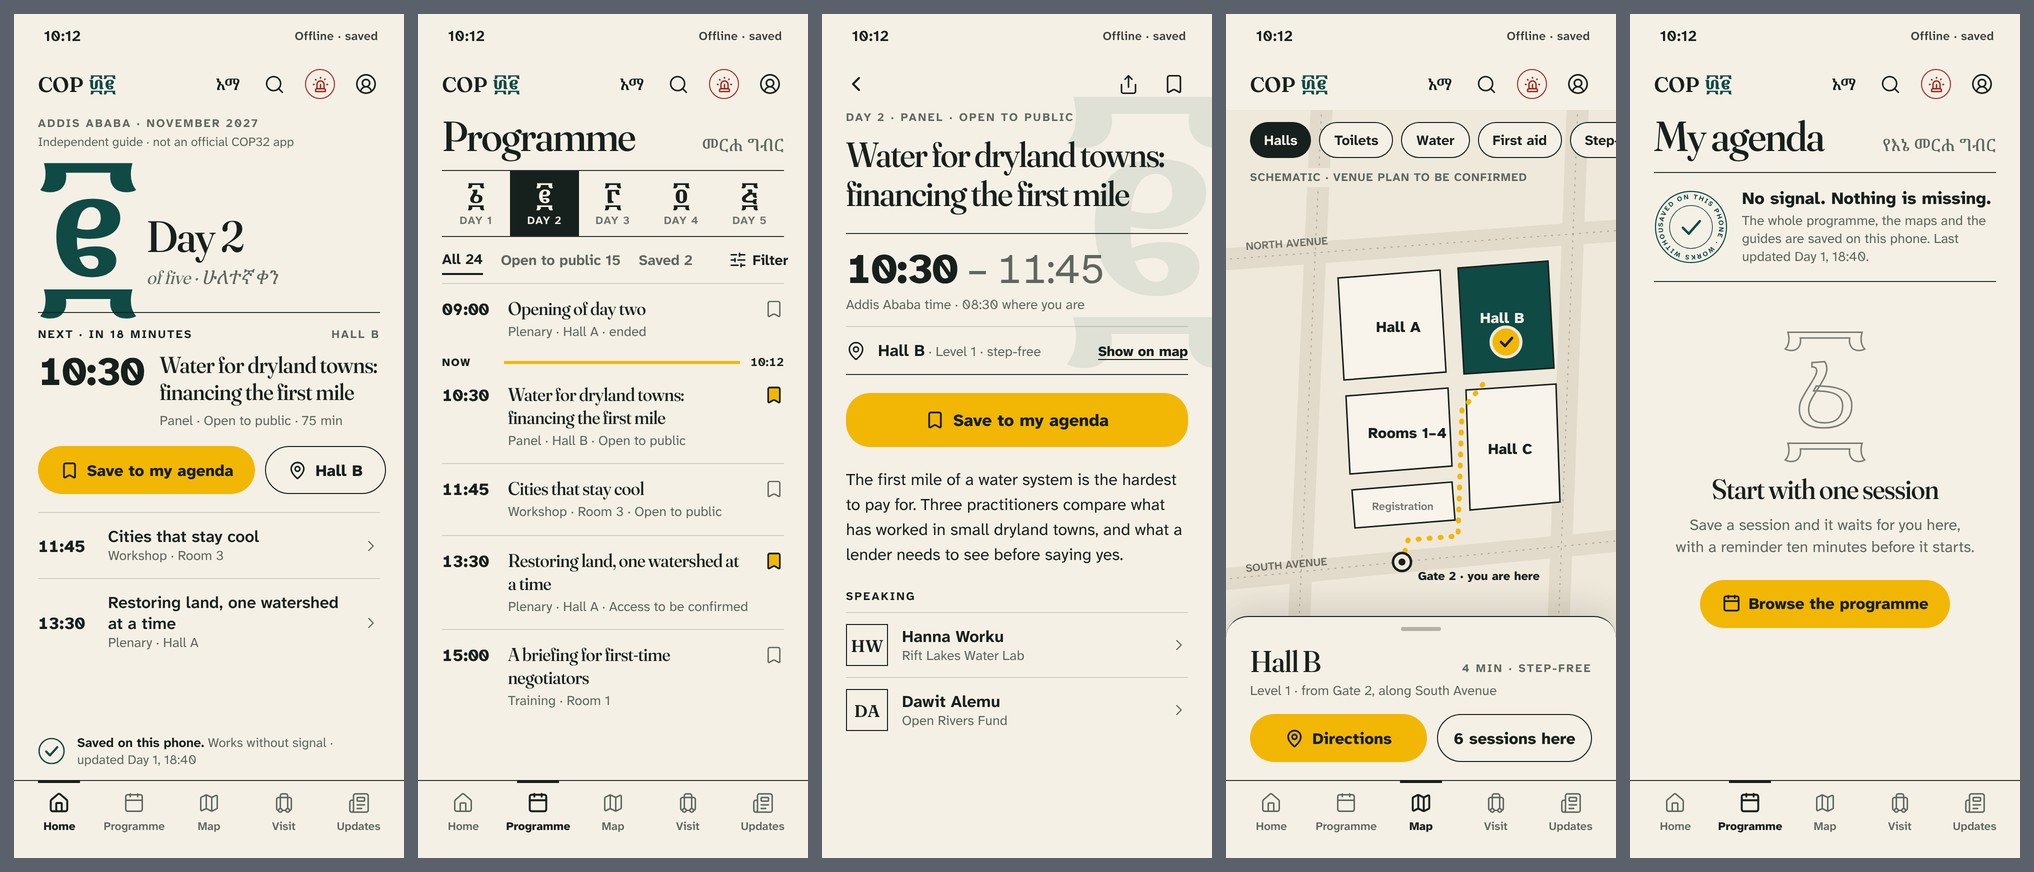 10:12
Offline · saved
COP ፴፪
አማ
ADDIS ABABA · NOVEMBER 2027
Independent guide · not an official COP32 app
፪
Day 2
of five · ሁለተኛ ቀን
NEXT · IN 18 MINUTES
HALL B
10:30
Water for dryland towns:
financing the first mile
Panel · Open to public · 75 min
Save to my agenda
Hall B
11:45
Cities that stay cool
Workshop · Room 3
13:30
Restoring land, one watershed
at a time
Plenary · Hall A
Saved on this phone. Works without signal ·
updated Day 1, 18:40
Home
Programme
Map
Visit
Updates
10:12
Offline · saved
COP ፴፪
አማ
Programme
መርሐ ግብር
፩ ፪ ፫ ፬ ፭
DAY 1
DAY 2
DAY 3
DAY 4
DAY 5
All 24
Open to public 15
Saved 2
Filter
09:00
Opening of day two
Plenary · Hall A · ended
NOW
10:12
10:30
Water for dryland towns:
financing the first mile
Panel · Hall B · Open to public
11:45
Cities that stay cool
Workshop · Room 3 · Open to public
13:30
Restoring land, one watershed at
a time
Plenary · Hall A · Access to be confirmed
15:00
A briefing for first-time
negotiators
Training · Room 1
Home
Programme
Map
Visit
Updates
10:12
Offline · saved
፪
DAY 2 · PANEL · OPEN TO PUBLIC
Water for dryland towns:
financing the first mile
10:30 – 11:45
Addis Ababa time · 08:30 where you are
Hall B · Level 1 · step-free
Show on map
Save to my agenda
The first mile of a water system is the hardest
to pay for. Three practitioners compare what
has worked in small dryland towns, and what a
lender needs to see before saying yes.
SPEAKING
HW
Hanna Worku
Rift Lakes Water Lab
DA
Dawit Alemu
Open Rivers Fund
10:12
Offline · saved
COP ፴፪
አማ
Halls
Toilets
Water
First aid
Step-
SCHEMATIC · VENUE PLAN TO BE CONFIRMED
NORTH AVENUE
Hall A
Hall B
Rooms 1–4
Hall C
Registration
SOUTH AVENUE
Gate 2 · you are here
Hall B
4 MIN · STEP-FREE
Level 1 · from Gate 2, along South Avenue
Directions
6 sessions here
Home
Programme
Map
Visit
Updates
10:12
Offline · saved
COP ፴፪
አማ
My agenda
የእኔ መርሐ ግብር
SAVED ON THIS PHONE · WORKS WITHOU
No signal. Nothing is missing.
The whole programme, the maps and the
guides are saved on this phone. Last
updated Day 1, 18:40.
Start with one session
Save a session and it waits for you here,
with a reminder ten minutes before it starts.
Browse the programme
Home
Programme
Map
Visit
Updates